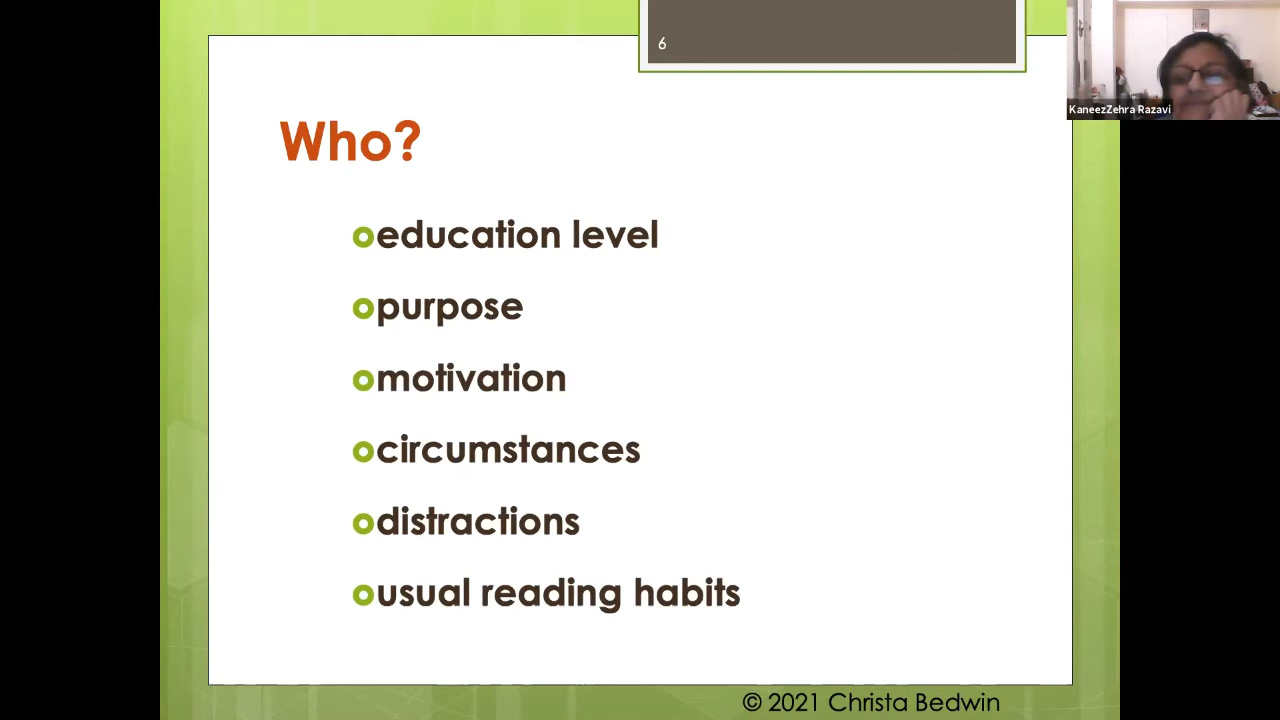 6
KaneezZehra Razavi
Who?
education level
purpose
motivation
circumstances
distractions
usual reading habits
© 2021 Christa Bedwin